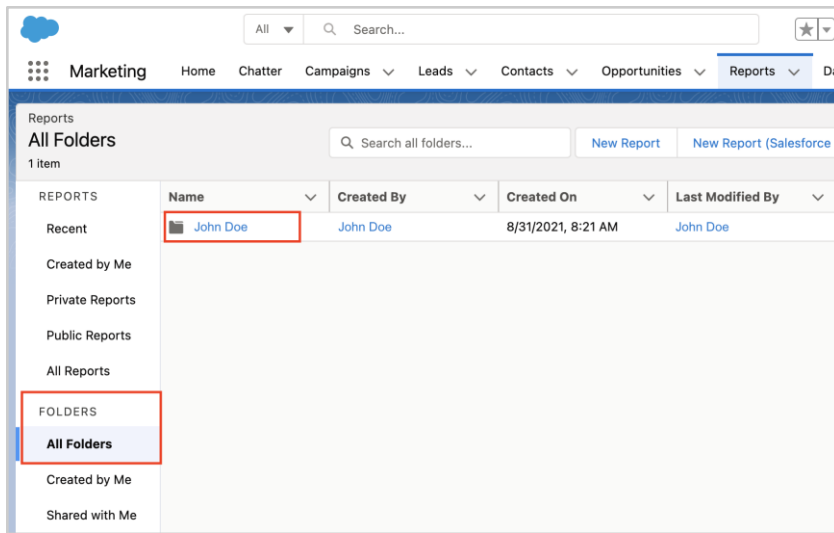 All Search...
Marketing Home Chatter Campaigns Leads Contacts Opportunities Reports
Reports
All Folders
Search all folders... New Report New Report (Salesforce
1 item
REPORTS Name Created By Created On Last Modified By
Recent John Doe John Doe 8/31/2021, 8:21 AM John Doe
Created by Me
Private Reports
Public Reports
All Reports
FOLDERS
All Folders
Created by Me
Shared with Me